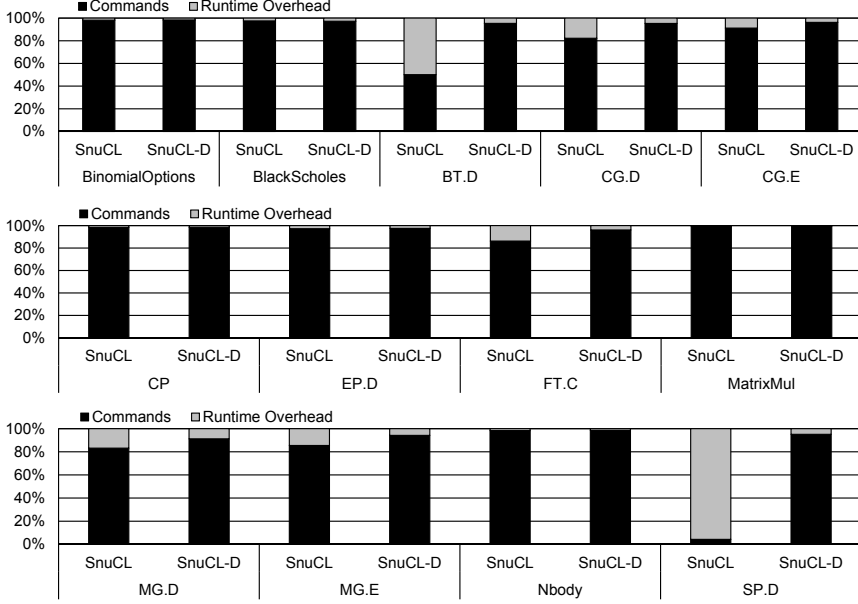 Commands Runtime Overhead
100%
80%
60%
40%
20%
0%
SnuCL SnuCL-D SnuCL SnuCL-D SnuCL SnuCL-D SnuCL SnuCL-D SnuCL SnuCL-D
BinomialOptions BlackScholes BT.D CG.D CG.E
Commands Runtime Overhead
100%
80%
60%
40%
20%
0%
SnuCL SnuCL-D SnuCL SnuCL-D SnuCL SnuCL-D SnuCL SnuCL-D
CP EP.D FT.C MatrixMul
Commands Runtime Overhead
100%
80%
60%
40%
20%
0%
SnuCL SnuCL-D SnuCL SnuCL-D SnuCL SnuCL-D SnuCL SnuCL-D
MG.D MG.E Nbody SP.D